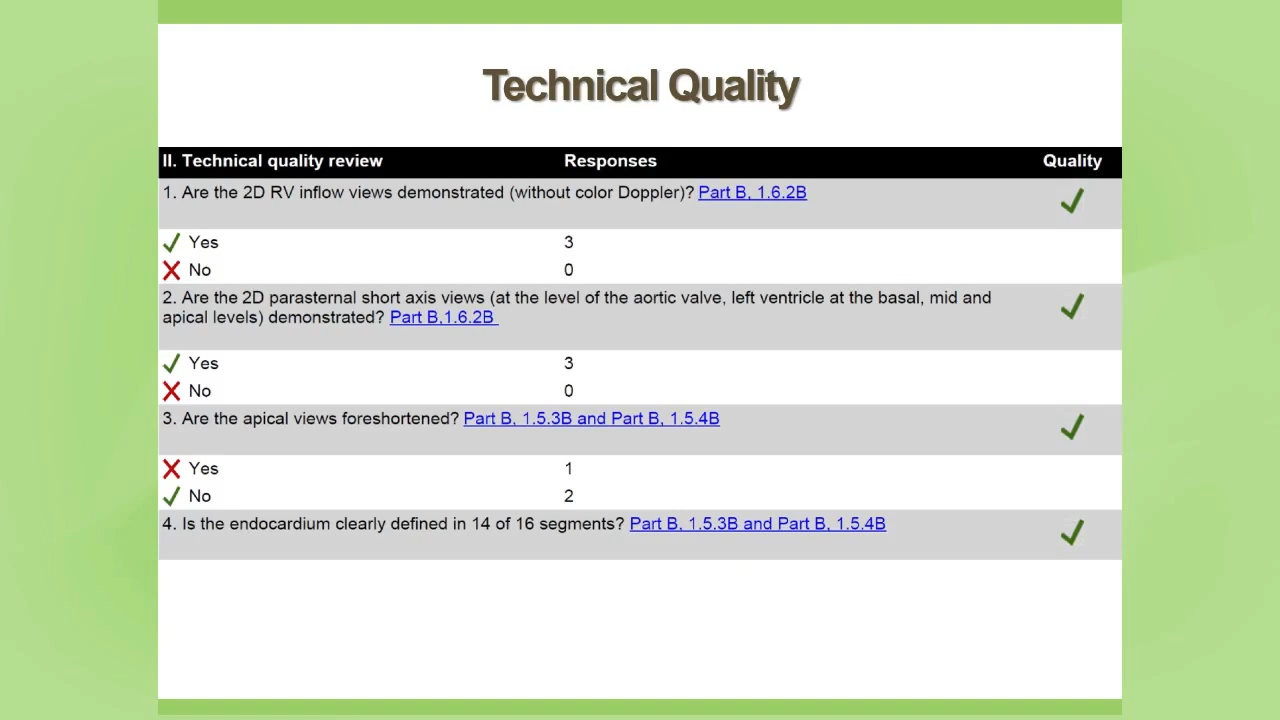 Technical Quality
II. Technical quality review Responses Quality
1. Are the 2D RV inflow views demonstrated (without color Doppler)? Part B, 1.6.2B
Yes 3
No 0
2. Are the 2D parasternal short axis views (at the level of the aortic valve, left ventricle at the basal, mid and
apical levels) demonstrated? Part B,1.6.2B
Yes 3
No 0
3. Are the apical views foreshortened? Part B, 1.5.3B and Part B, 1.5.4B
Yes 1
No 2
4. Is the endocardium clearly defined in 14 of 16 segments? Part B, 1.5.3B and Part B, 1.5.4B